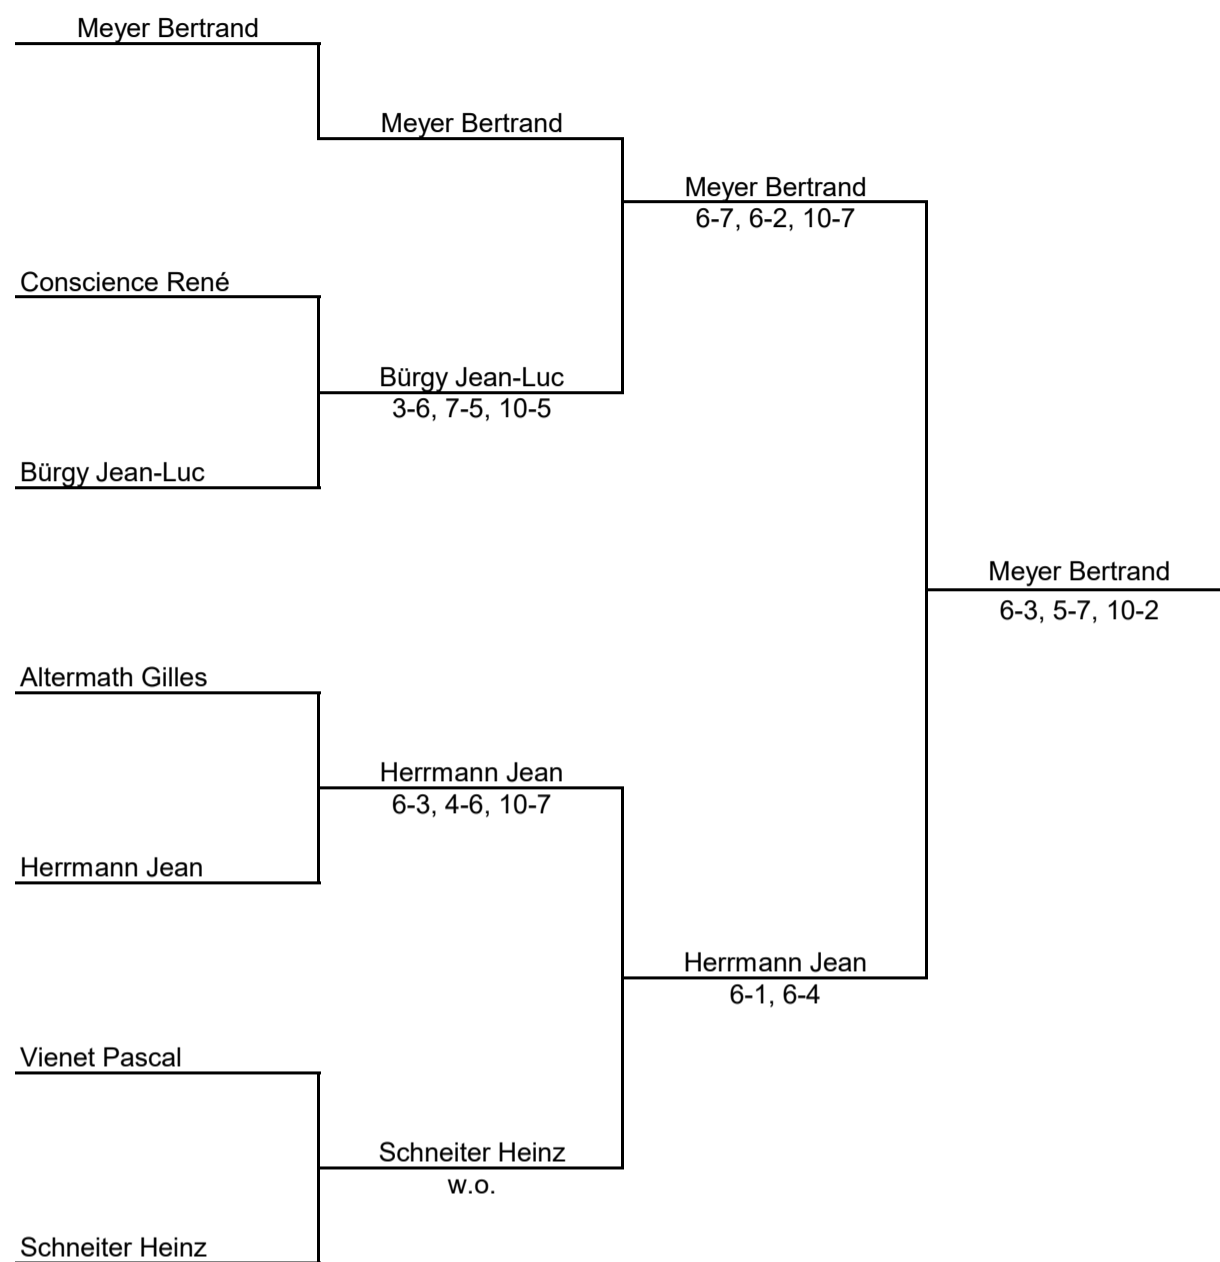 Meyer Bertrand
Meyer Bertrand
Meyer Bertrand
6-7, 6-2, 10-7
Conscience René
Bürgy Jean-Luc
3-6, 7-5, 10-5
Bürgy Jean-Luc
Meyer Bertrand
6-3, 5-7, 10-2
Altermath Gilles
Herrmann Jean
6-3, 4-6, 10-7
Herrmann Jean
Herrmann Jean
6-1, 6-4
Vienet Pascal
Schneiter Heinz
w.o.
Schneiter Heinz